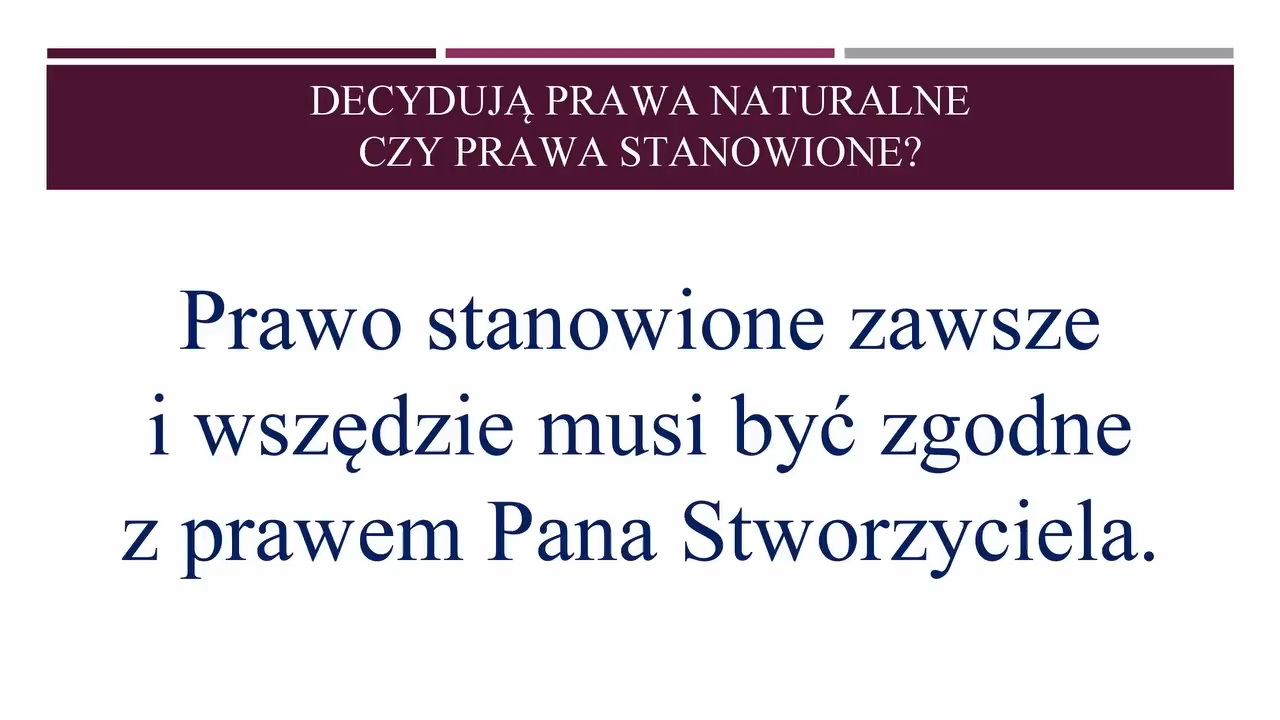 DECYDUJĄ PRAWA NATURALNE
CZY PRAWA STANOWIONE?
Prawo stanowione zawsze
i wszędzie musi być zgodne
z prawem Pana Stworzyciela.